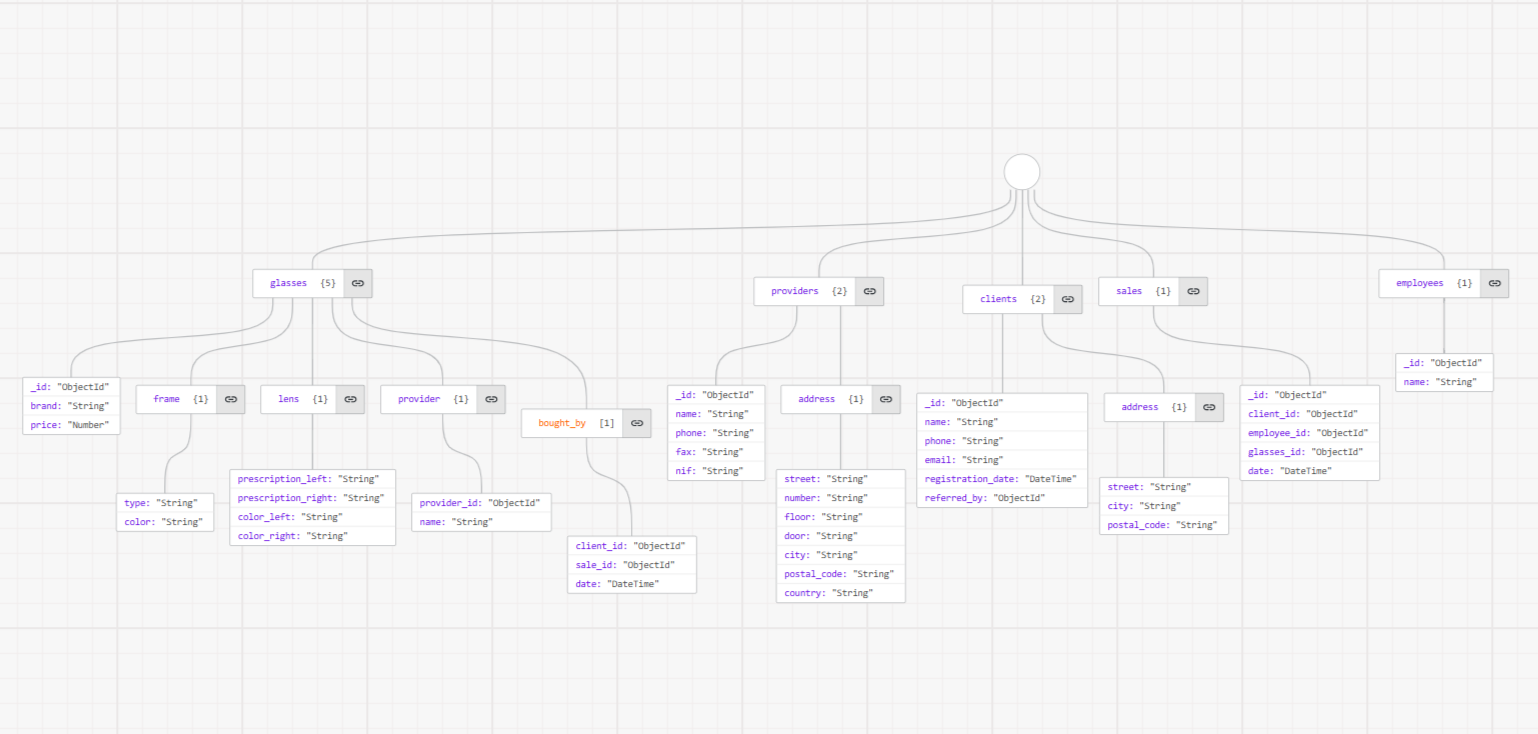 glasses {5}
providers {2}
clients {2}
sales {1}
employees {1}
_id: "ObjectId"
brand: "String"
price: "Number"
frame {1}
lens {1}
provider {1}
bought_by [1]
type: "String"
color: "String"
prescription_left: "String"
prescription_right: "String"
color_left: "String"
color_right: "String"
provider_id: "ObjectId"
name: "String"
client_id: "ObjectId"
sale_id: "ObjectId"
date: "DateTime"
_id: "ObjectId"
name: "String"
phone: "String"
fax: "String"
nif: "String"
address {1}
street: "String"
number: "String"
floor: "String"
door: "String"
city: "String"
postal_code: "String"
country: "String"
_id: "ObjectId"
name: "String"
phone: "String"
email: "String"
registration_date: "DateTime"
referred_by: "ObjectId"
address {1}
street: "String"
city: "String"
postal_code: "String"
_id: "ObjectId"
client_id: "ObjectId"
employee_id: "ObjectId"
glasses_id: "ObjectId"
date: "DateTime"
_id: "ObjectId"
name: "String"